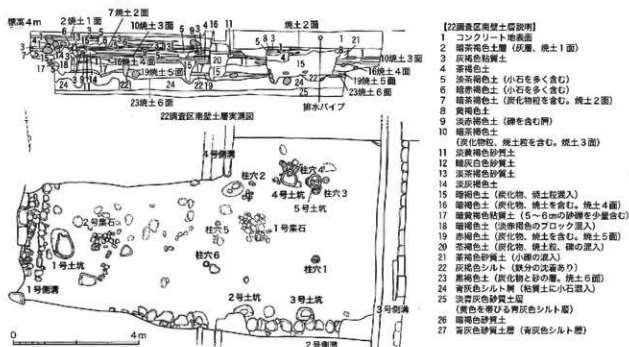 標高4m
2焼土1面
7焼土2面
10焼土3面
焼土2面
10焼土3面
16焼土4面
19焼土5面
23焼土6面
16焼土4面
19焼土5面
23焼土6面
排水パイプ
22調査区南壁土層実測図
4号側溝
柱穴2
柱穴4
柱穴3
4号土坑
5号土坑
2号集石
柱穴5
1号集石
柱穴6
柱穴1
1号土坑
1号側溝
2号土坑
3号土坑
3号側溝
2号側溝
0
4m
【22調査区南壁土層説明】
1 コンクリート地表面
2 暗茶褐色土層(灰層、焼土1面)
3 灰褐色粘質土
4 茶褐色土
5 淡茶褐色土(小石を多く含む)
6 暗赤褐色土(小石を多く含む)
7 暗茶褐色土(炭化物粒を含む。焼土2面)
8 黄褐色土
9 淡赤褐色土(礫を含む層)
10 暗茶褐色土
(炭化物粒、焼土粒を含む。焼土3面)
11 淡黄褐色砂質土
12 暗灰白色砂質土
13 淡茶褐色砂質土
14 淡灰褐色土
15 暗褐色土(炭化物、焼土粒混入)
16 暗褐色土(炭化物、焼土を含む。焼土4面)
17 暗黄褐色粘質土(5〜6cmの砂礫を少量含む)
18 暗褐色土(淡赤褐色のブロック混入)
19 赤褐色土(炭化物、焼土を含む。焼土5面)
20 茶褐色土(炭化物、焼土粒、礫の混入)
21 茶褐色砂質土(小礫の混入)
22 灰褐色シルト(鉄分の沈着あり)
23 黒褐色土(炭化物と砂の層。焼土6面)
24 青灰色シルト層(粘質土に小石混入)
25 淡青灰色砂質土層
(黄色を帯びる青灰色シルト層)
26 暗褐色砂質土
27 青灰色砂質土層(青灰色シルト層)